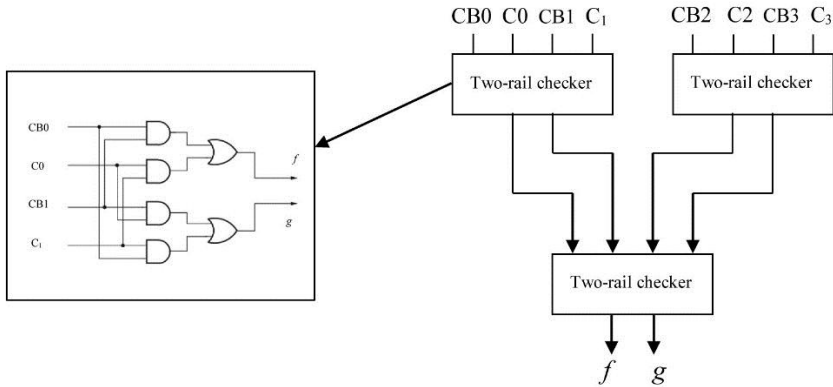 CB0 C0 CB1 C₁
CB2 C2 CB3 C₃
Two-rail checker
Two-rail checker
CB0
C0
CB1
C₁
f
g
Two-rail checker
f g